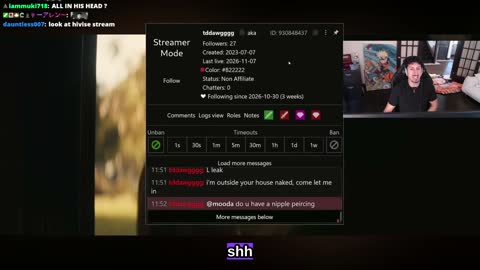 Iammuki718: ALL IN HIS HEAD ?
dauntless007: look at hivise stream
Streamer
Mode
Follow
tddawgggg aka ID: 930848437
Followers: 27
Created: 2023-07-07
Last live: 2026-11-07
Color: #B22222
Status: Non Affiliate
Chatters: 0
Following since 2026-10-30 (3 weeks)
Comments Logs view Roles Notes
Unban Timeouts Ban
1s 30s 1m 5m 30m 1h 1d 1w
Load more messages
11:51 tddawgggg: L leak
11:51 tddawgggg: i'm outside your house naked, come let me
in
11:52 tddawgggg: @mooda do u have a nipple peircing
More messages below
shh